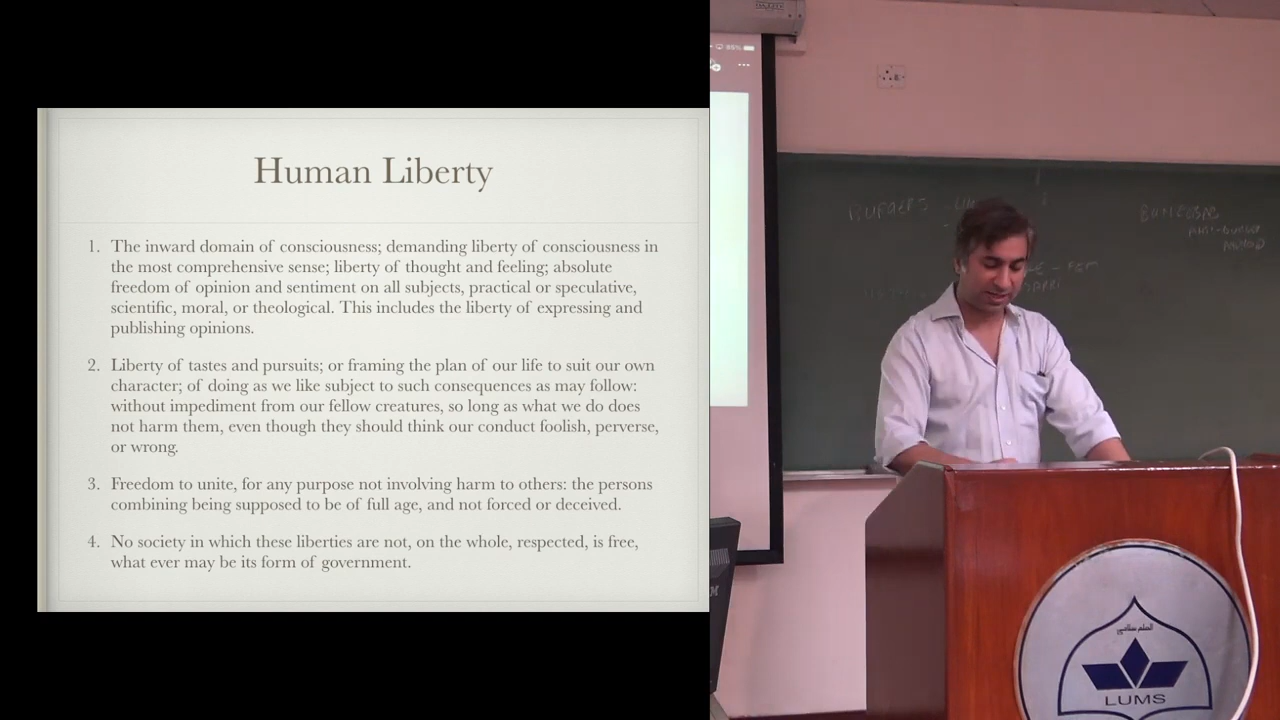 Human Liberty
1. The inward domain of consciousness; demanding liberty of consciousness in
the most comprehensive sense; liberty of thought and feeling; absolute
freedom of opinion and sentiment on all subjects, practical or speculative,
scientific, moral, or theological. This includes the liberty of expressing and
publishing opinions.
2. Liberty of tastes and pursuits; or framing the plan of our life to suit our own
character; of doing as we like subject to such consequences as may follow:
without impediment from our fellow creatures, so long as what we do does
not harm them, even though they should think our conduct foolish, perverse,
or wrong.
3. Freedom to unite, for any purpose not involving harm to others: the persons
combining being supposed to be of full age, and not forced or deceived.
4. No society in which these liberties are not, on the whole, respected, is free,
what ever may be its form of government.
LUMS